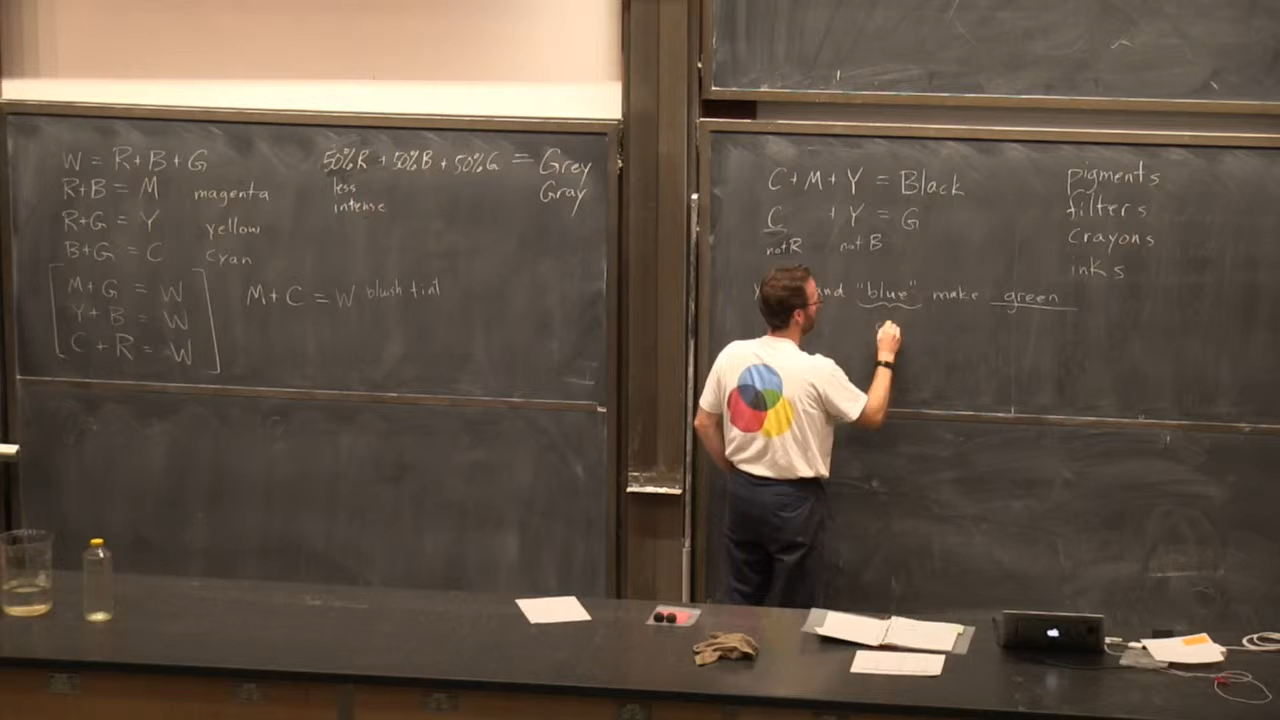 W = R+B+G
R+B = M magenta
R+G = Y yellow
B+G = C cyan
M+G = W
Y+B = W
C+R = W
M+C = W bluish tint
50%R + 50%B + 50%G = Grey
less
intense
Gray
C+M+Y = Black
C + Y = G
not R not B
Y and "blue" make green
pigments
filters
Crayons
inks